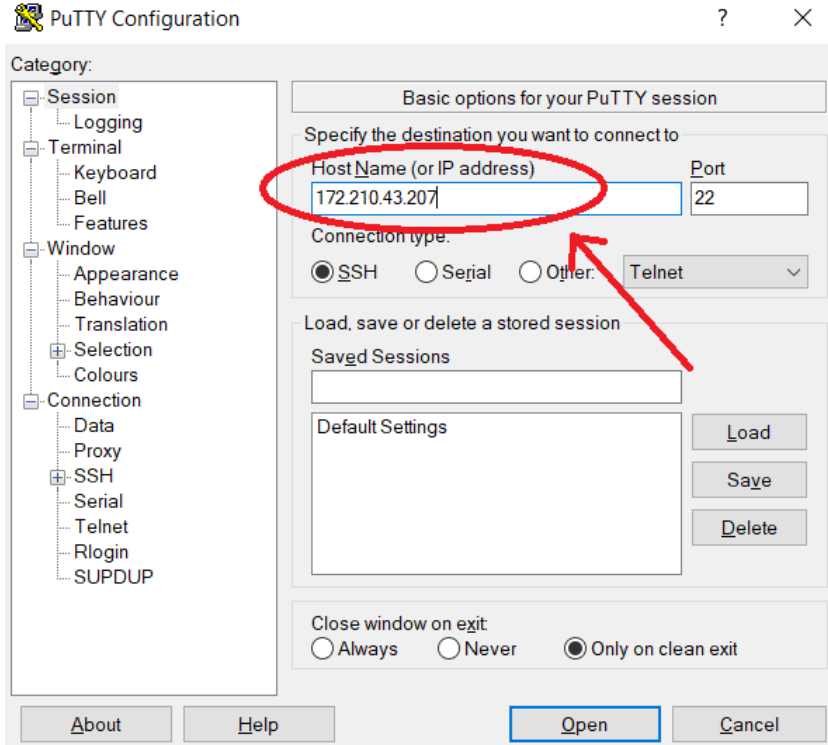 PuTTY Configuration
?
Category:
Session
Logging
Terminal
Keyboard
Bell
Features
Window
Appearance
Behaviour
Translation
Selection
Colours
Connection
Data
Proxy
SSH
Serial
Telnet
Rlogin
SUPDUP
Basic options for your PuTTY session
Specify the destination you want to connect to
Host Name (or IP address) Port
172.210.43.207 22
Connection type:
SSH Serial Other: Telnet
Load, save or delete a stored session
Saved Sessions
Default Settings
Load
Save
Delete
Close window on exit:
Always Never Only on clean exit
About Help Open Cancel